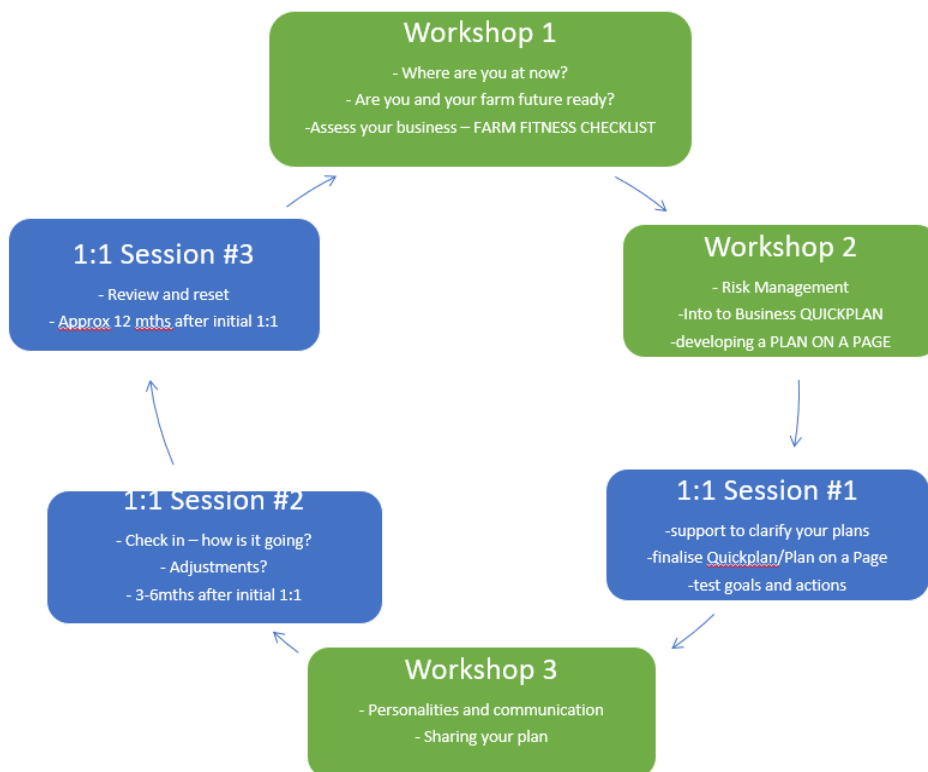 Workshop 1
- Where are you at now?
- Are you and your farm future ready?
-Assess your business – FARM FITNESS CHECKLIST
Workshop 2
- Risk Management
-Into to Business QUICKPLAN
-developing a PLAN ON A PAGE
1:1 Session #1
-support to clarify your plans
-finalise Quickplan/Plan on a Page
-test goals and actions
Workshop 3
- Personalities and communication
- Sharing your plan
1:1 Session #2
- Check in – how is it going?
- Adjustments?
- 3-6mths after initial 1:1
1:1 Session #3
- Review and reset
- Approx 12 mths after initial 1:1